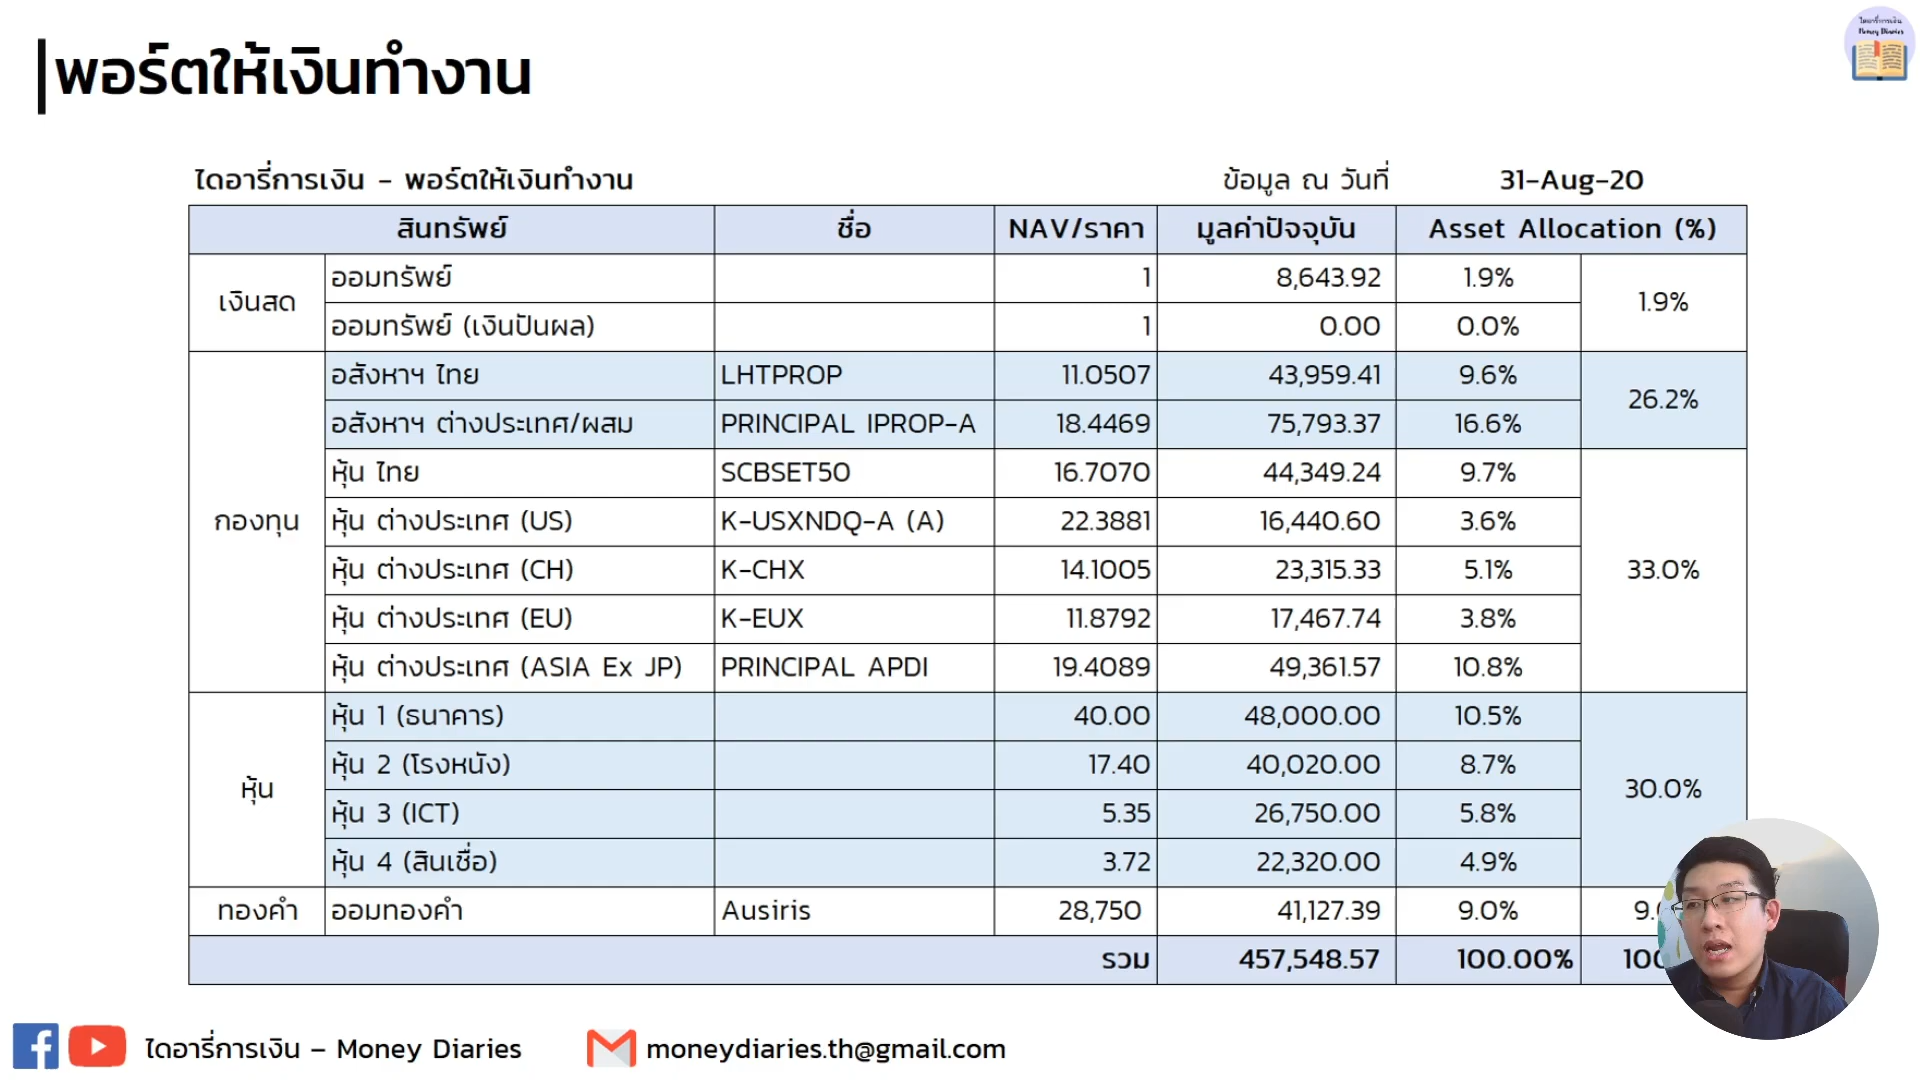 พอร์ตให้เงินทำงาน
ไดอารี่การเงิน
Money Diaries
ไดอารี่การเงิน – พอร์ตให้เงินทำงาน ข้อมูล ณ วันที่ 31-Aug-20
สินทรัพย์ ชื่อ NAV/ราคา มูลค่าปัจจุบัน Asset Allocation (%)
เงินสด ออมทรัพย์ 1 8,643.92 1.9% 1.9%
ออมทรัพย์ (เงินปันผล) 1 0.00 0.0%
กองทุน อสังหาฯ ไทย LHTPROP 11.0507 43,959.41 9.6% 26.2%
อสังหาฯ ต่างประเทศ/ผสม PRINCIPAL IPROP-A 18.4469 75,793.37 16.6%
หุ้น ไทย SCBSET50 16.7070 44,349.24 9.7% 33.0%
หุ้น ต่างประเทศ (US) K-USXNDQ-A (A) 22.3881 16,440.60 3.6%
หุ้น ต่างประเทศ (CH) K-CHX 14.1005 23,315.33 5.1%
หุ้น ต่างประเทศ (EU) K-EUX 11.8792 17,467.74 3.8%
หุ้น ต่างประเทศ (ASIA Ex JP) PRINCIPAL APDI 19.4089 49,361.57 10.8%
หุ้น หุ้น 1 (ธนาคาร) 40.00 48,000.00 10.5% 30.0%
หุ้น 2 (โรงหนัง) 17.40 40,020.00 8.7%
หุ้น 3 (ICT) 5.35 26,750.00 5.8%
หุ้น 4 (สินเชื่อ) 3.72 22,320.00 4.9%
ทองคำ ออมทองคำ Ausiris 28,750 41,127.39 9.0%
รวม 457,548.57 100.00%
ไดอารี่การเงิน – Money Diaries moneydiaries.th@gmail.com